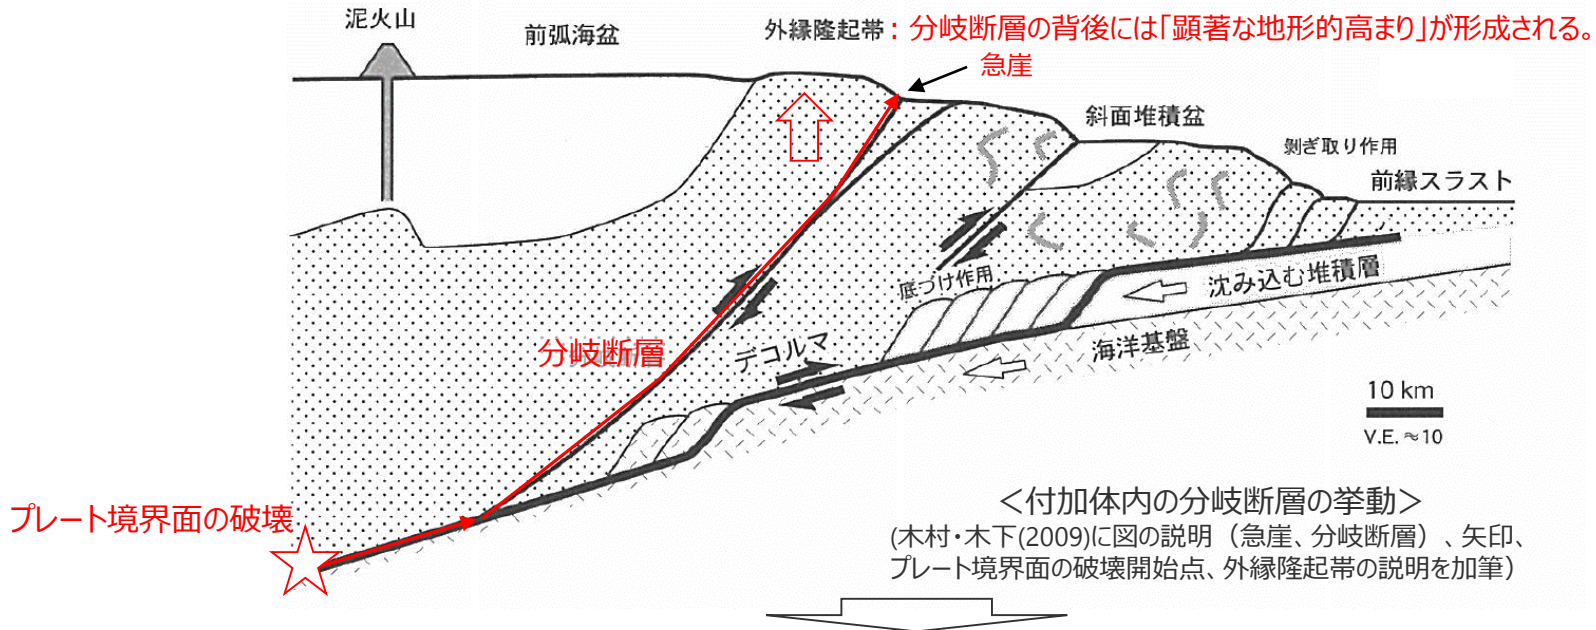 泥火山
前弧海盆
外縁隆起帯：分岐断層の背後には「顕著な地形的高まり」が形成される。
急崖
斜面堆積盆
剝ぎ取り作用
前縁スラスト
底づけ作用
沈み込む堆積層
分岐断層
デコルマ
海洋基盤
10 km
V.E. ≈10
プレート境界面の破壊
＜付加体内の分岐断層の挙動＞
(木村・木下(2009)に図の説明（急崖、分岐断層）、矢印、
プレート境界面の破壊開始点、外縁隆起帯の説明を加筆）